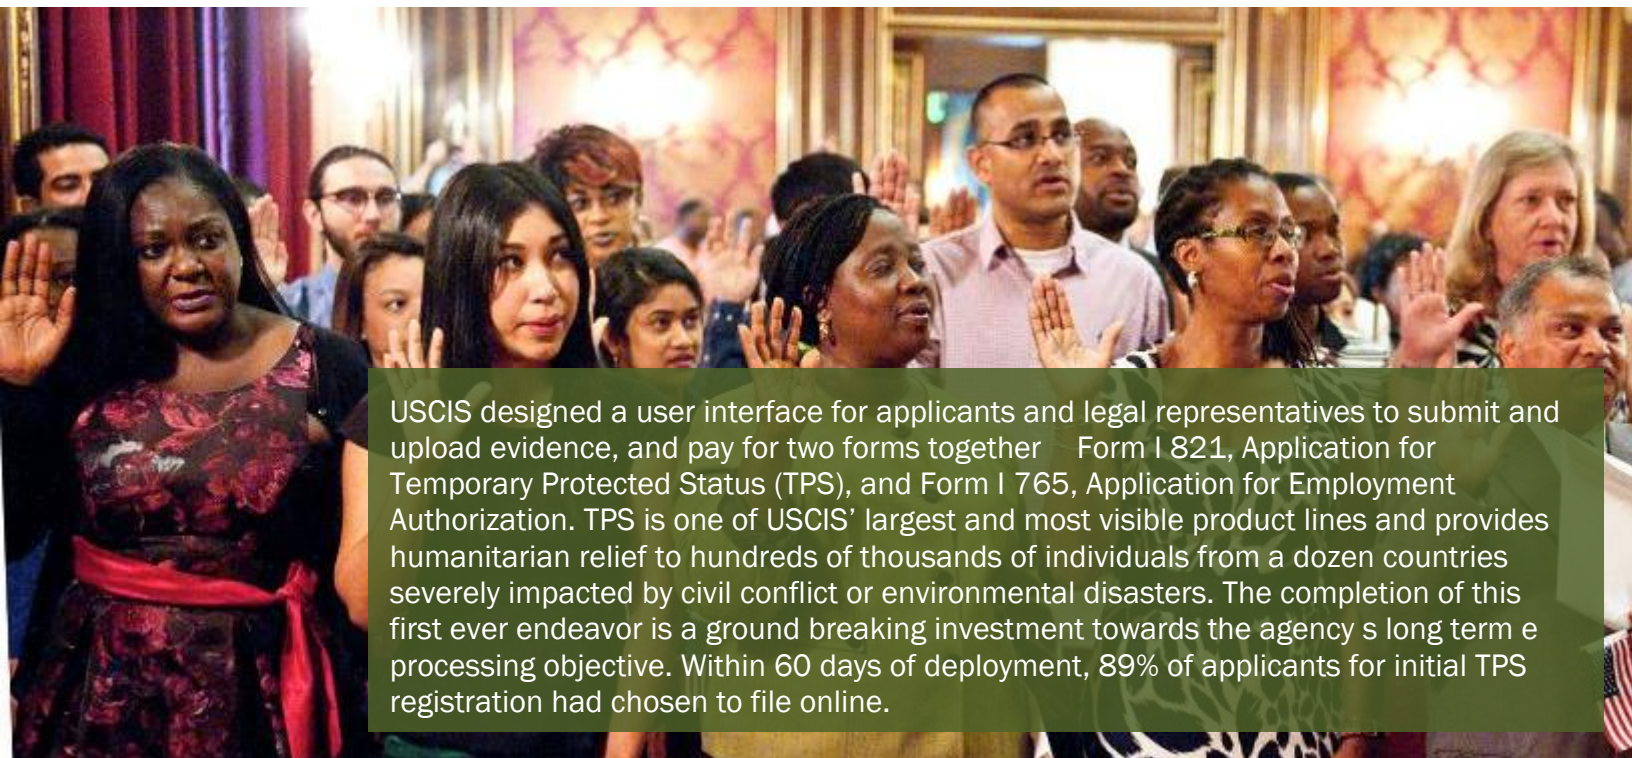 USCIS designed a user interface for applicants and legal representatives to submit and
upload evidence, and pay for two forms together    Form I 821, Application for
Temporary Protected Status (TPS), and Form I 765, Application for Employment
Authorization. TPS is one of USCIS’ largest and most visible product lines and provides
humanitarian relief to hundreds of thousands of individuals from a dozen countries
severely impacted by civil conflict or environmental disasters. The completion of this
first ever endeavor is a ground breaking investment towards the agency s long term e
processing objective. Within 60 days of deployment, 89% of applicants for initial TPS
registration had chosen to file online.